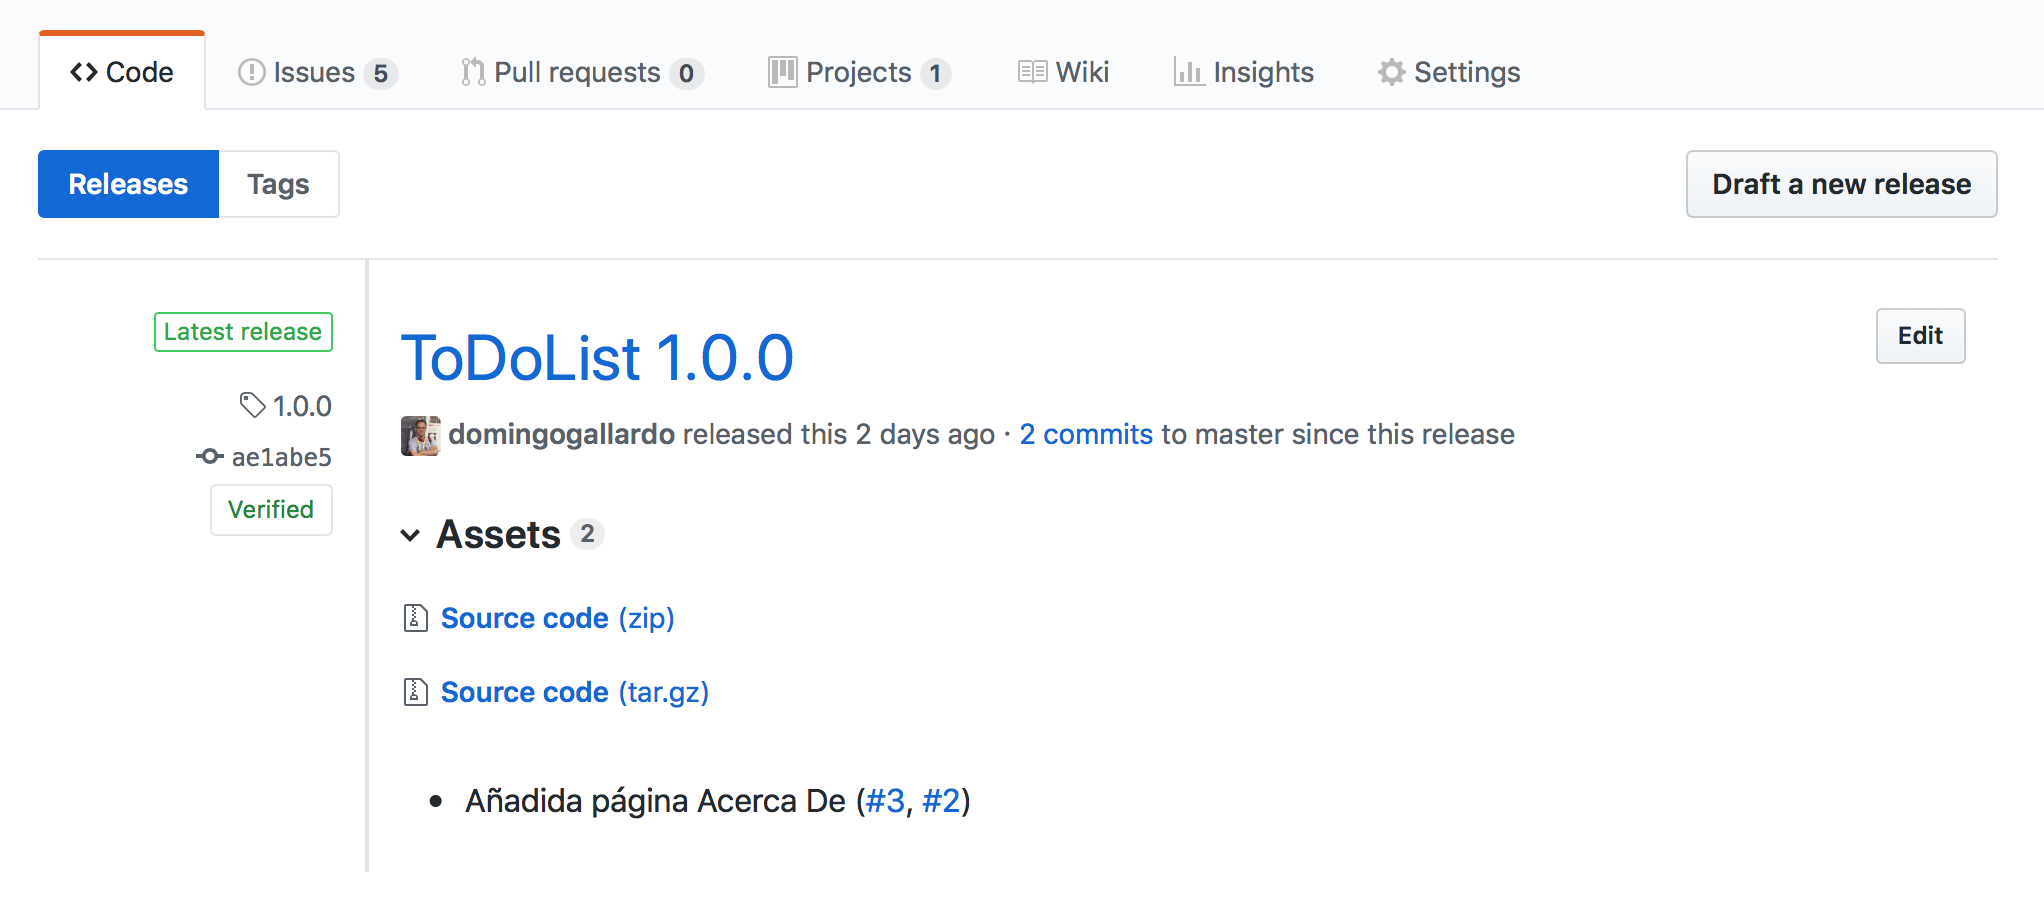 Code Issues 5 Pull requests 0 Projects 1 Wiki Insights Settings
Releases Tags Draft a new release
Latest release
1.0.0
ae1abe5
Verified
ToDoList 1.0.0 Edit
domingogallardo released this 2 days ago · 2 commits to master since this release
Assets 2
Source code (zip)
Source code (tar.gz)
• Añadida página Acerca De (#3, #2)